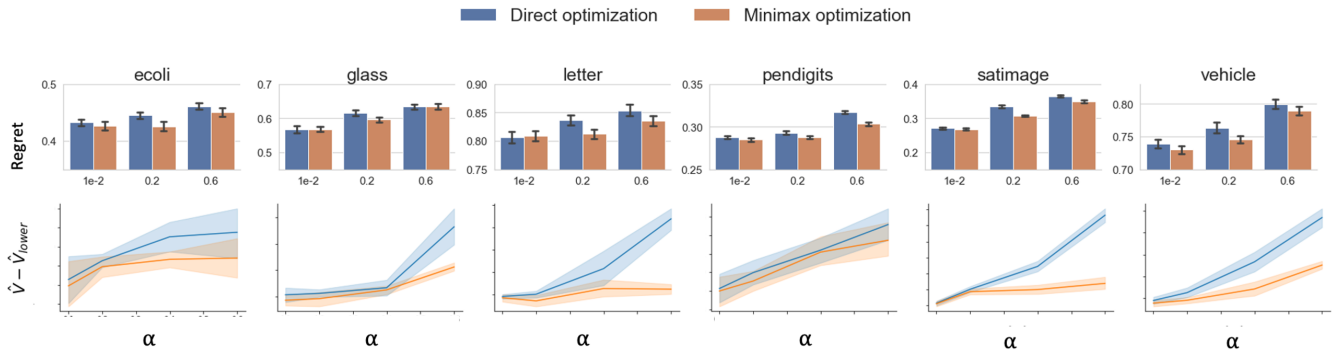 Direct optimization Minimax optimization
ecoli glass letter pendigits satimage vehicle
Regret
0.5
0.4
1e-2 0.2 0.6
0.7
0.6
0.5
1e-2 0.2 0.6
0.90
0.85
0.80
0.75
1e-2 0.2 0.6
0.35
0.30
0.25
1e-2 0.2 0.6
0.4
0.3
0.2
1e-2 0.2 0.6
0.80
0.75
0.70
1e-2 0.2 0.6
V̂ − V̂lower
α α α α α α